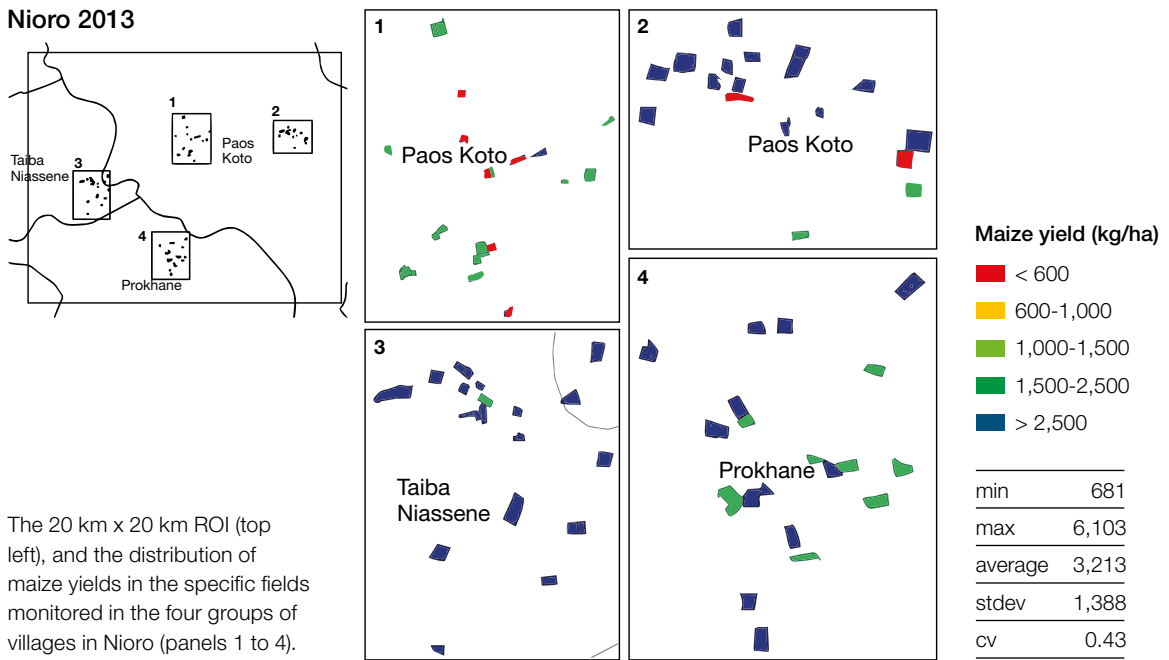 Nioro 2013
1
2
Paos
Koto
Taiba
Niassene
3
4
Prokhane
The 20 km x 20 km ROI (top
left), and the distribution of
maize yields in the specific fields
monitored in the four groups of
villages in Nioro (panels 1 to 4).
1
Paos Koto
2
Paos Koto
3
Taiba
Niassene
4
Prokhane
Maize yield (kg/ha)
< 600
600-1,000
1,000-1,500
1,500-2,500
> 2,500
min 681
max 6,103
average 3,213
stdev 1,388
cv 0.43